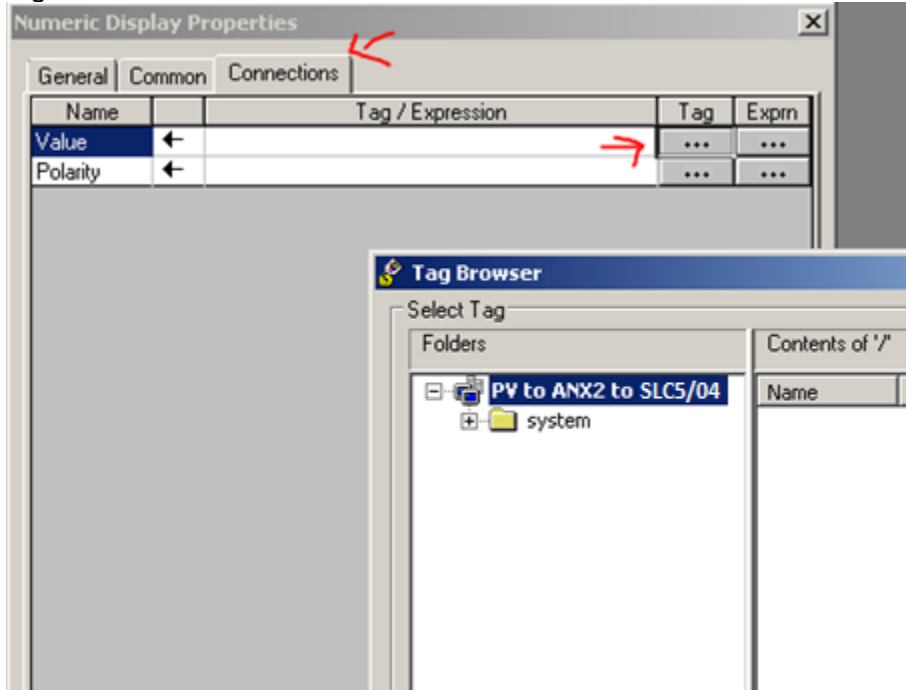 Numeric Display Properties
General Common Connections
Name Tag / Expression Tag Exprn
Value ... ...
Polarity ... ...
Tag Browser
Select Tag
Folders Contents of '/'
PV to ANX2 to SLC5/04 Name
system